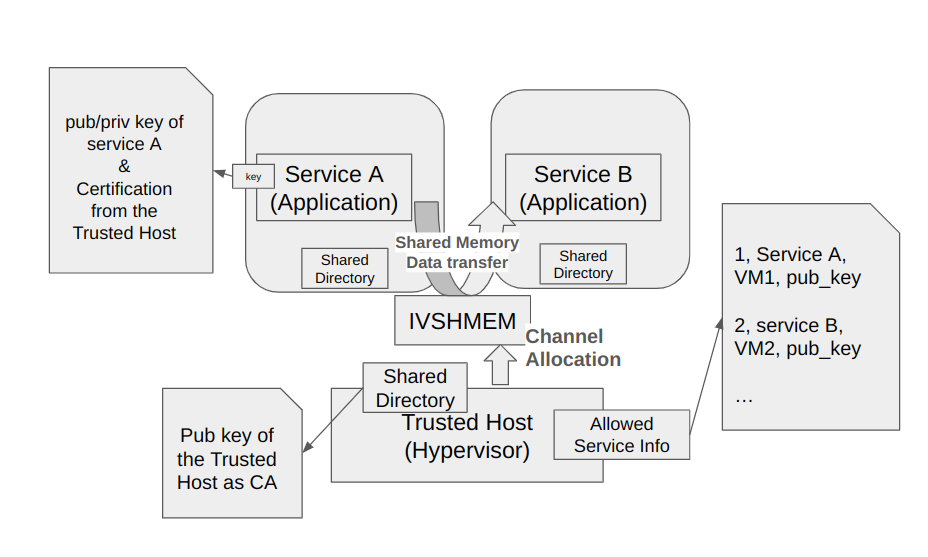 pub/priv key of
service A
&
Certification
from the
Trusted Host
key
Service A
(Application)
Shared
Directory
Service B
(Application)
Shared
Directory
Shared Memory
Data transfer
IVSHMEM
Channel
Allocation
Shared
Directory
Trusted Host
(Hypervisor)
Allowed
Service Info
Pub key of
the Trusted
Host as CA
1, Service A,
VM1, pub_key
2, service B,
VM2, pub_key
...